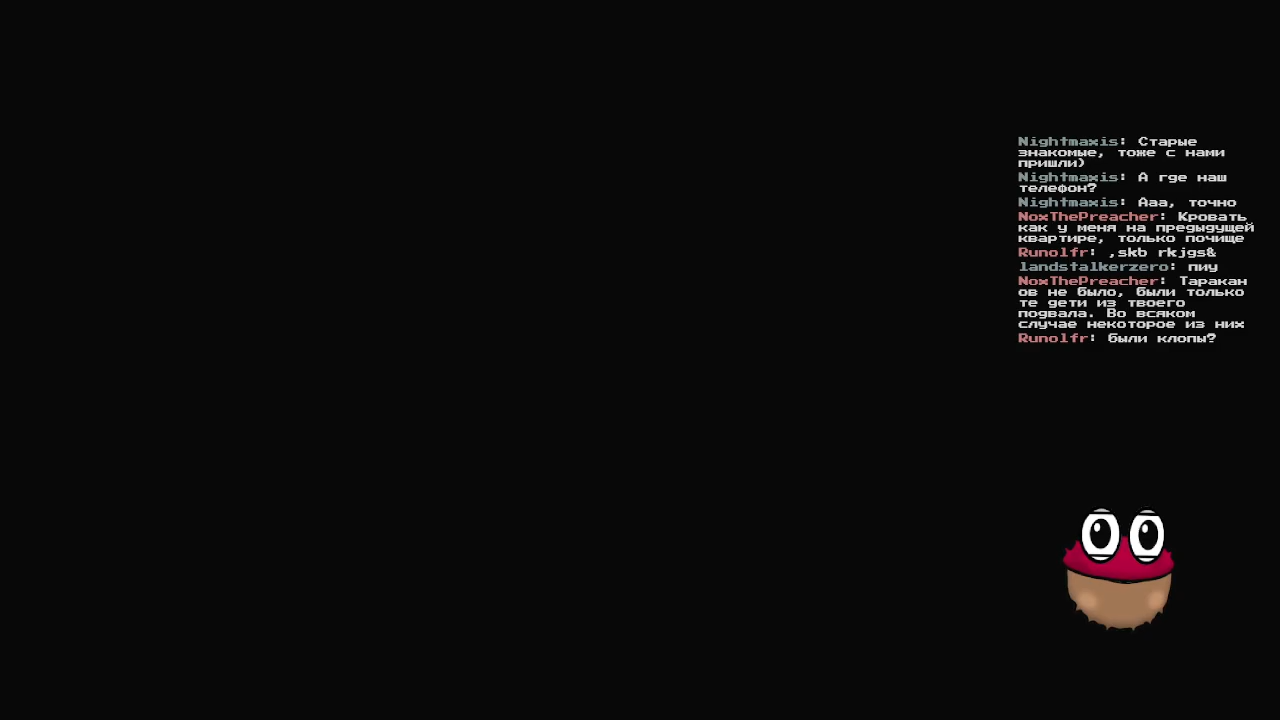 Nightmaxis: Старые
знакомые, тоже с нами
пришли)
Nightmaxis: А где наш
телефон?
Nightmaxis: Ааа, точно
NoxThePreacher: Кровать
как у меня на предыдущей
квартире, только почище
Runolfr: ,skb rkjgs&
landstalkerzero: пиу
NoxThePreacher: Таракан
ов не было, были только
те дети из твоего
подвала. Во всяком
случае некоторое из них
Runolfr: были клопы?